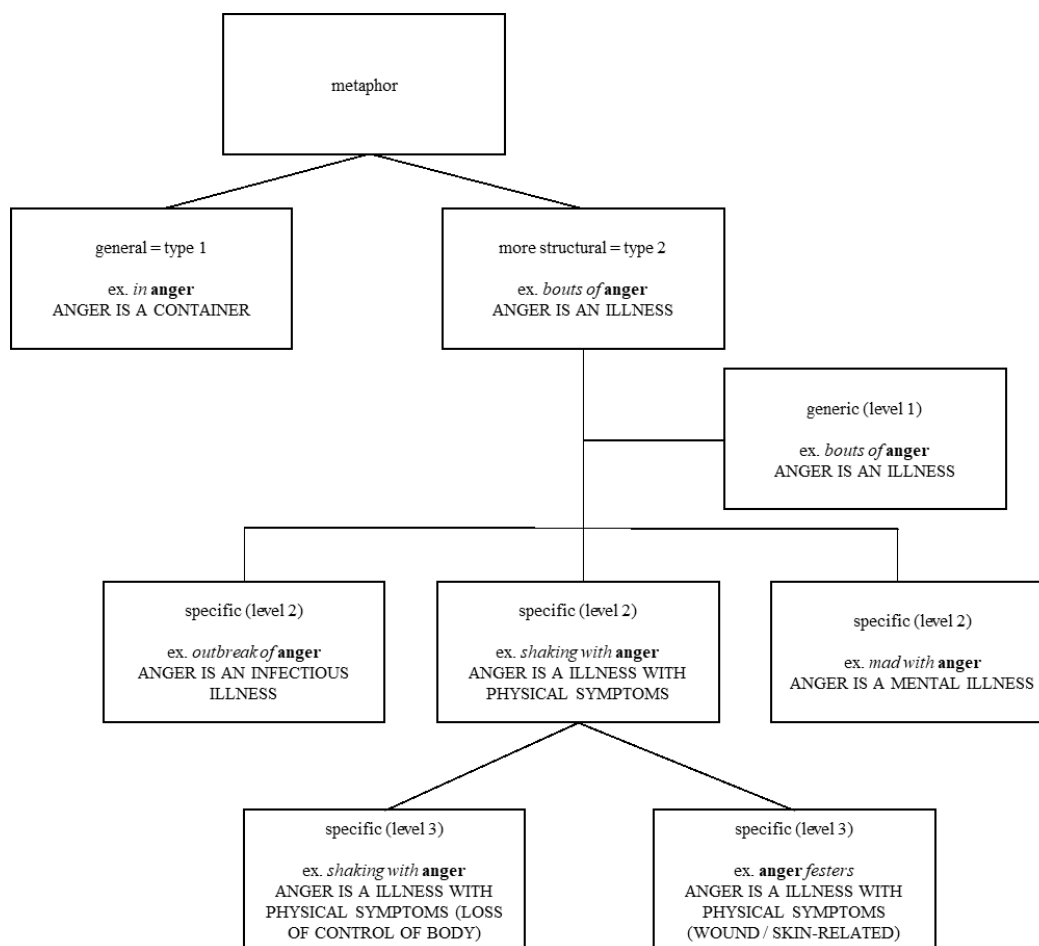 metaphor
general = type 1
ex. in anger
ANGER IS A CONTAINER
more structural = type 2
ex. bouts of anger
ANGER IS AN ILLNESS
generic (level 1)
ex. bouts of anger
ANGER IS AN ILLNESS
specific (level 2)
ex. outbreak of anger
ANGER IS AN INFECTIOUS
ILLNESS
specific (level 2)
ex. shaking with anger
ANGER IS A ILLNESS WITH
PHYSICAL SYMPTOMS
specific (level 2)
ex. mad with anger
ANGER IS A MENTAL ILLNESS
specific (level 3)
ex. shaking with anger
ANGER IS A ILLNESS WITH
PHYSICAL SYMPTOMS (LOSS
OF CONTROL OF BODY)
specific (level 3)
ex. anger festers
ANGER IS A ILLNESS WITH
PHYSICAL SYMPTOMS
(WOUND / SKIN-RELATED)